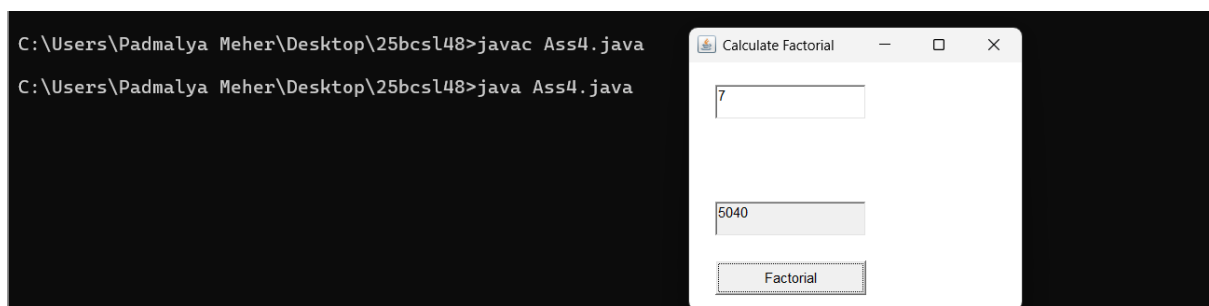 C:\Users\Padmalya Meher\Desktop\25bcsl48>javac Ass4.java
C:\Users\Padmalya Meher\Desktop\25bcsl48>java Ass4.java
Calculate Factorial
7
5040
Factorial